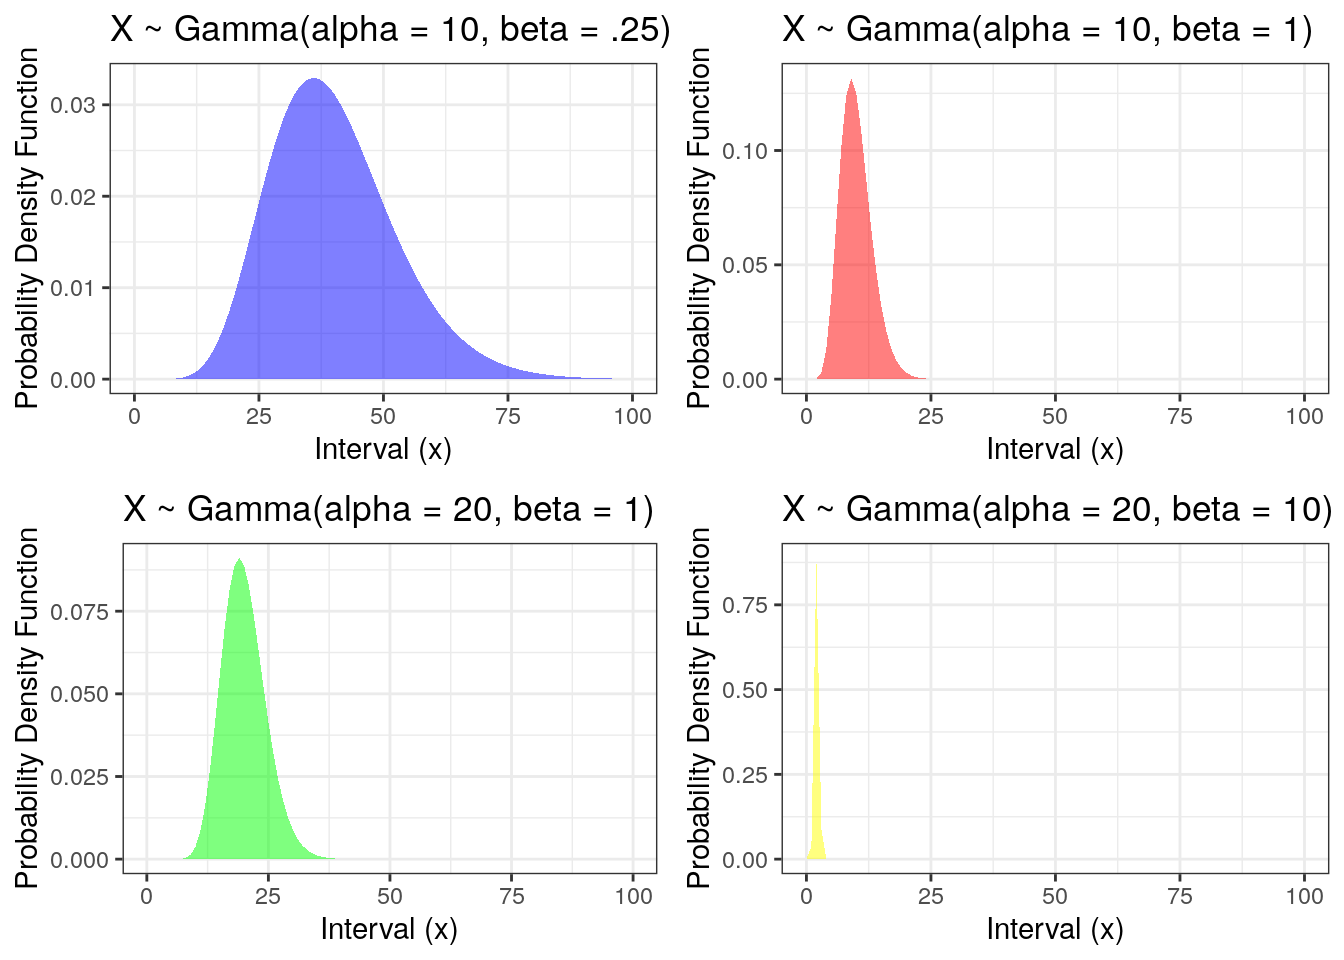 X ~ Gamma(alpha = 10, beta = .25)
Probability Density Function
0.03
0.02
0.01
0.00
0 25 50 75 100
Interval (x)
X ~ Gamma(alpha = 10, beta = 1)
Probability Density Function
0.10
0.05
0.00
0 25 50 75 100
Interval (x)
X ~ Gamma(alpha = 20, beta = 1)
Probability Density Function
0.075
0.050
0.025
0.000
0 25 50 75 100
Interval (x)
X ~ Gamma(alpha = 20, beta = 10)
Probability Density Function
0.75
0.50
0.25
0.00
0 25 50 75 100
Interval (x)